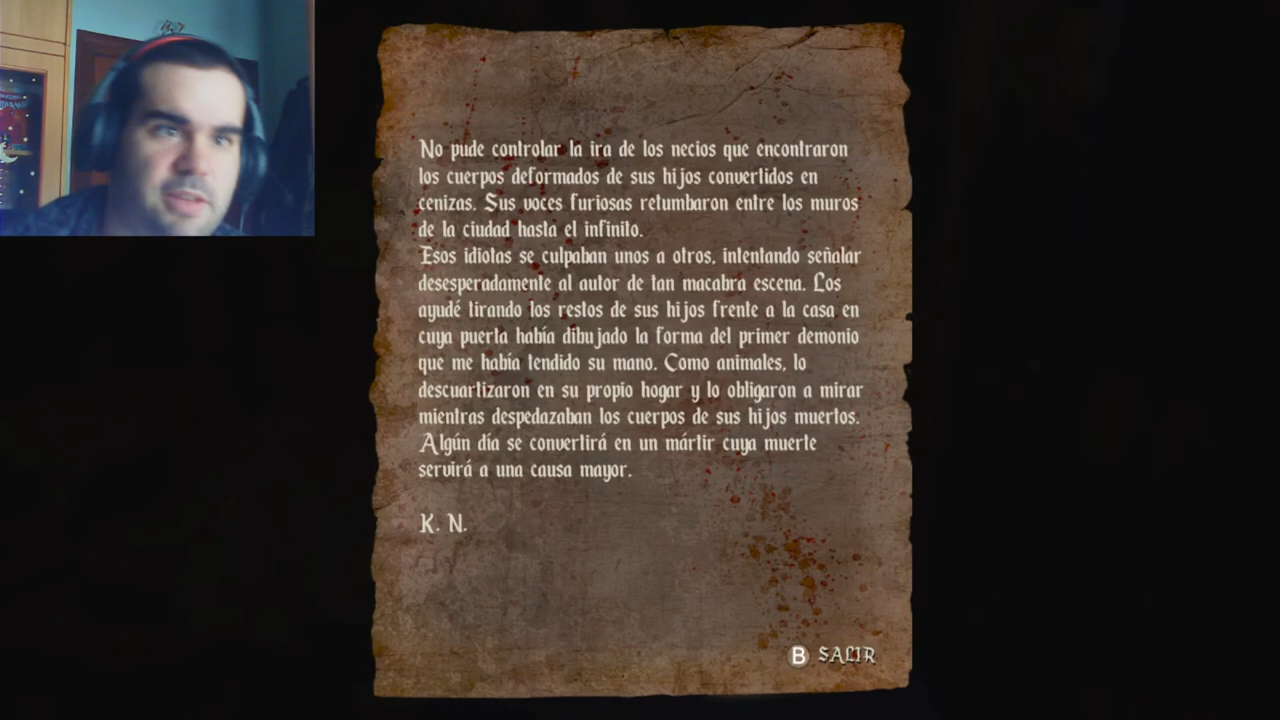 No pude controlar la ira de los necios que encontraron
los cuerpos deformados de sus hijos convertidos en
cenizas. Sus voces furiosas retumbaron entre los muros
de la ciudad hasta el infinito.
Esos idiotas se culpaban unos a otros, intentando señalar
desesperadamente al autor de tan macabra escena. Los
ayudé tirando los restos de sus hijos frente a la casa en
cuya puerta había dibujado la forma del primer demonio
que me había tendido su mano. Como animales, lo
descuartizaron en su propio hogar y lo obligaron a mirar
mientras despedazaban los cuerpos de sus hijos muertos.
Algún día se convertirá en un mártir cuya muerte
servirá a una causa mayor.
K. N.
B SALIR